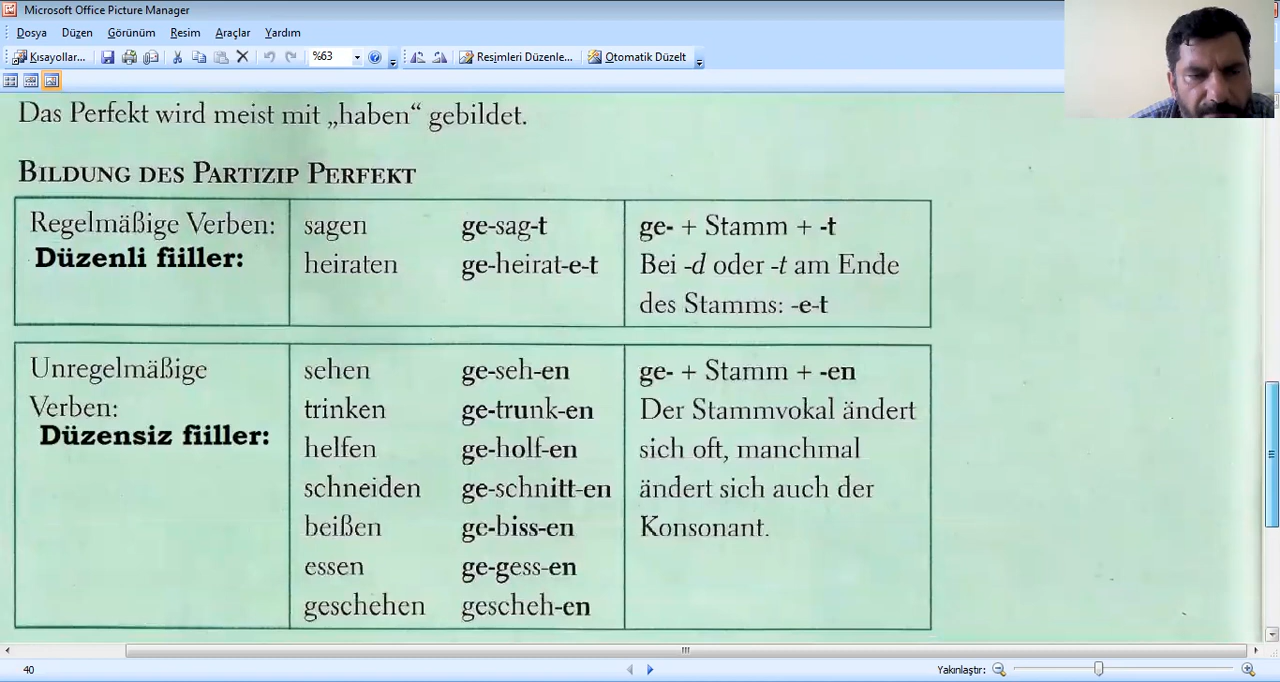 Microsoft Office Picture Manager
Dosya Düzen Görünüm Resim Araçlar Yardım
Kısayollar... %63 Resimleri Düzenle... Otomatik Düzelt
Das Perfekt wird meist mit „haben“ gebildet.
BILDUNG DES PARTIZIP PERFEKT
Regelmäßige Verben: sagen ge-sag-t ge- + Stamm + -t
Düzenli fiiller: heiraten ge-heirat-e-t Bei -d oder -t am Ende
des Stamms: -e-t
Unregelmäßige sehen ge-seh-en ge- + Stamm + -en
Verben: trinken ge-trunk-en Der Stammvokal ändert
Düzensiz fiiller: helfen ge-holf-en sich oft, manchmal
schneiden ge-schnitt-en ändert sich auch der
beißen ge-biss-en Konsonant.
essen ge-gess-en
geschehen gescheh-en
40 Yakınlaştır: